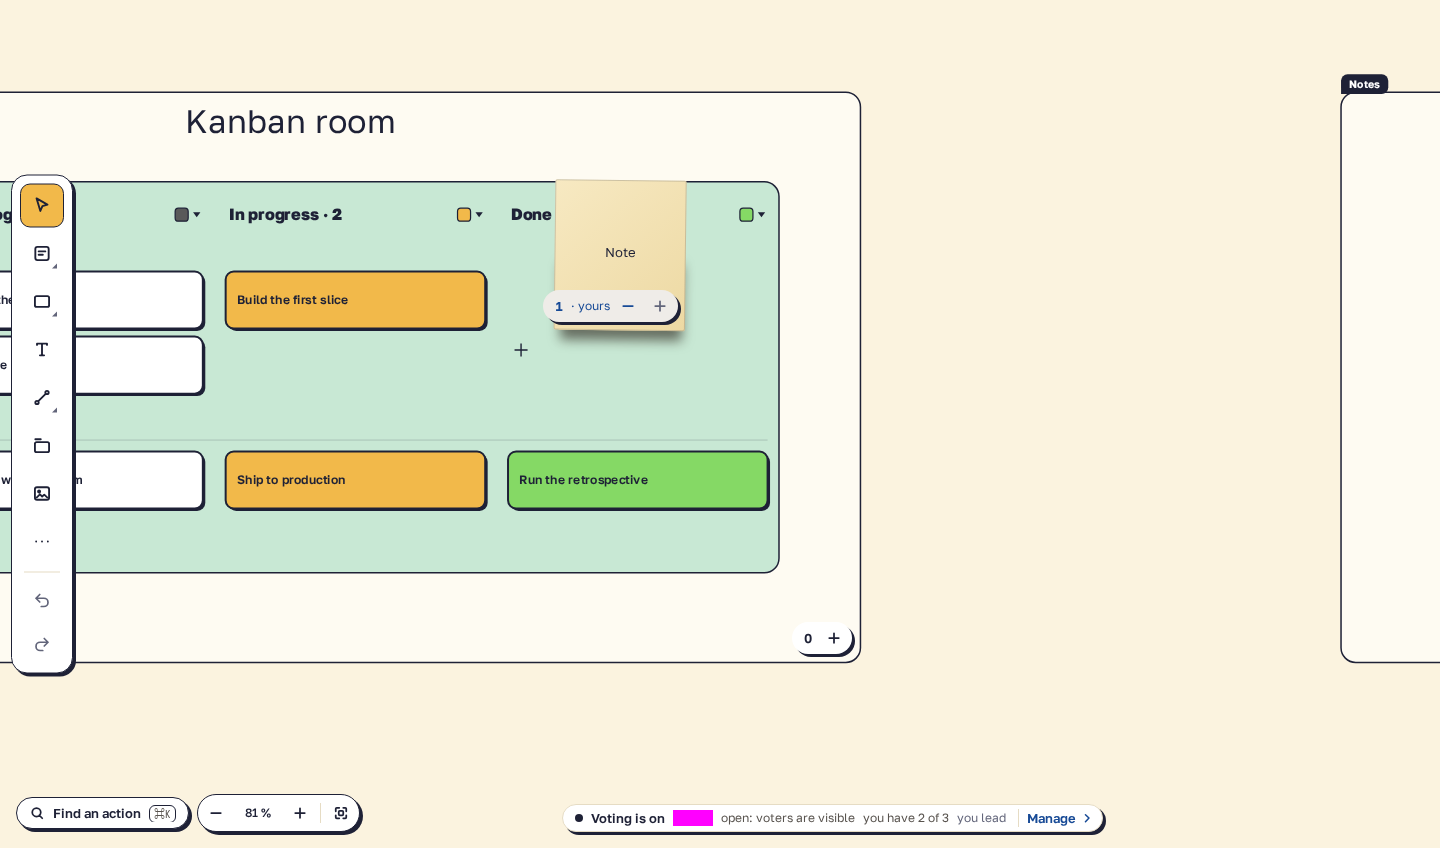 Notes
Kanban room
In progress · 2
Done
Note
Build the first slice
1 · yours
Ship to production
Run the retrospective
0
Find an action ⌘K
81 %
Voting is on
open: voters are visible you have 2 of 3 you lead
Manage